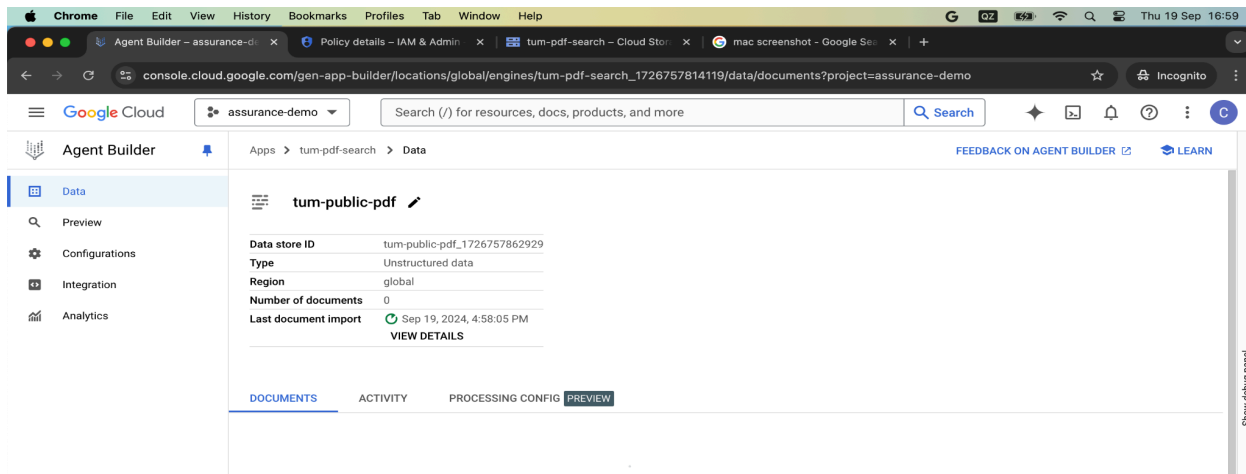 Chrome File Edit View History Bookmarks Profiles Tab Window Help G QZ Thu 19 Sep 16:59
Agent Builder – assurance-de Policy details – IAM & Admin tum-pdf-search – Cloud Stor mac screenshot - Google Sea
console.cloud.google.com/gen-app-builder/locations/global/engines/tum-pdf-search_1726757814119/data/documents?project=assurance-demo Incognito
Google Cloud assurance-demo Search (/) for resources, docs, products, and more Search C
Agent Builder Apps > tum-pdf-search > Data FEEDBACK ON AGENT BUILDER LEARN
Data
Preview
Configurations
Integration
Analytics
tum-public-pdf
Data store ID tum-public-pdf_1726757862929
Type Unstructured data
Region global
Number of documents 0
Last document import Sep 19, 2024, 4:58:05 PM
VIEW DETAILS
DOCUMENTS ACTIVITY PROCESSING CONFIG PREVIEW
Show debug panel